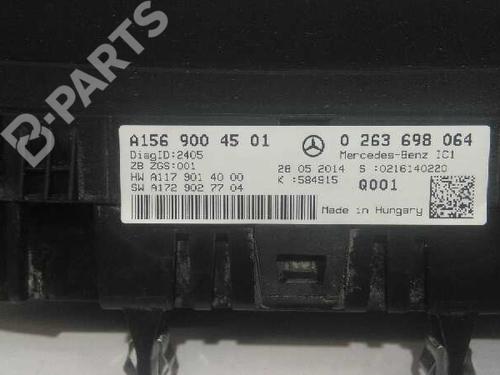 B-PARTS
A156 900 45 01 0 263 698 064
DiagID:2405 Mercedes-Benz IC1
ZB ZGS:001 28 05 2014 S :0216140220
HW A117 901 40 00 K :584915 Q001
SW A172 902 77 04
Made in Hungary